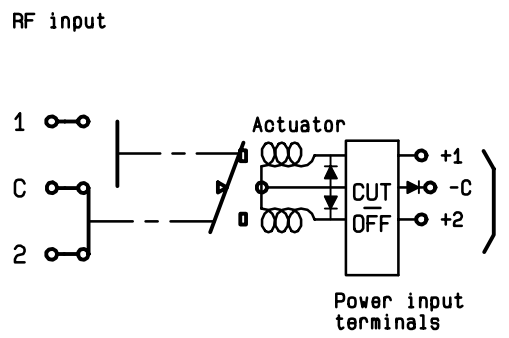 RF input
1
Actuator
+1
C
CUT
-C
OFF
+2
2
Power input
terminals